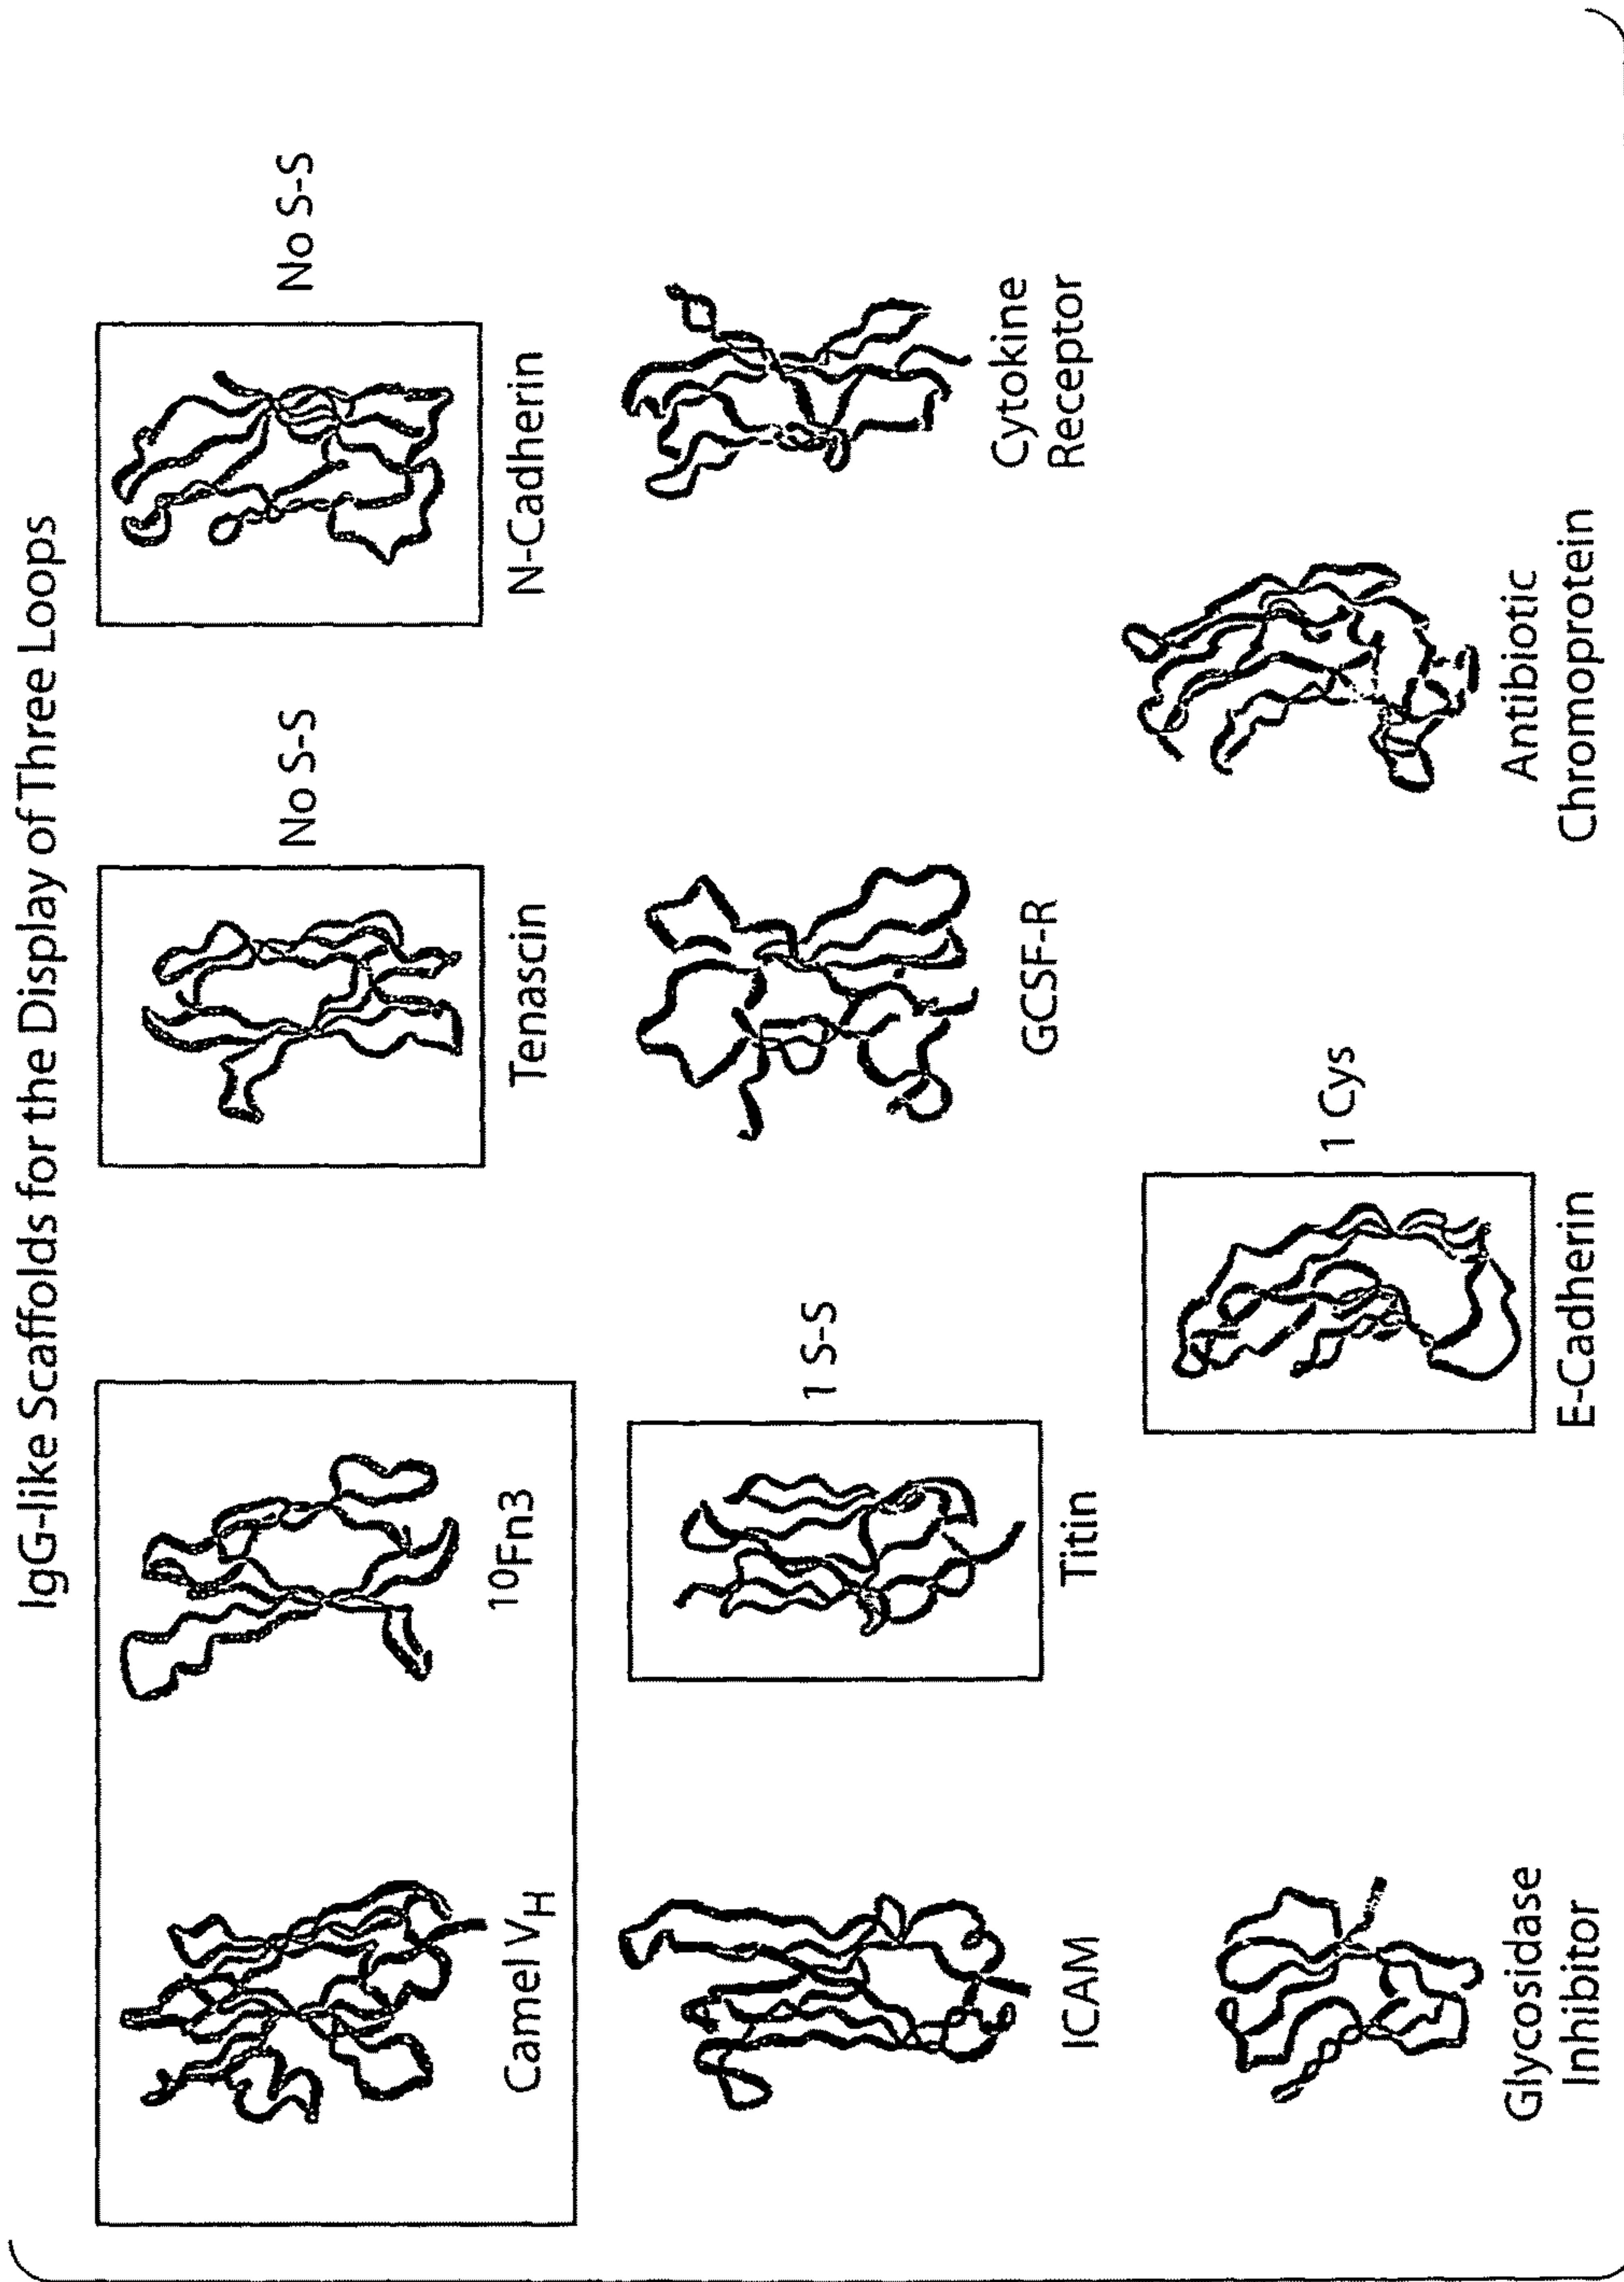 IgG-like Scaffolds for the Display of Three Loops
Camel VH
10Fn3
Tenascin
No S-S
N-Cadherin
No S-S
ICAM
Titin
1 S-S
GCSF-R
Cytokine
Receptor
Glycosidase
Inhibitor
E-Cadherin
1 Cys
Antibiotic
Chromoprotein